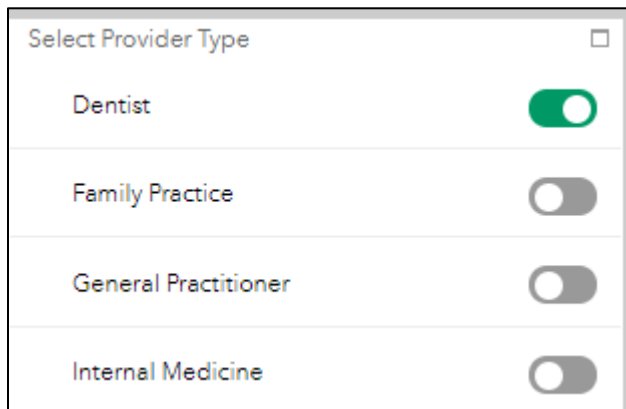 Select Provider Type
Dentist
Family Practice
General Practitioner
Internal Medicine